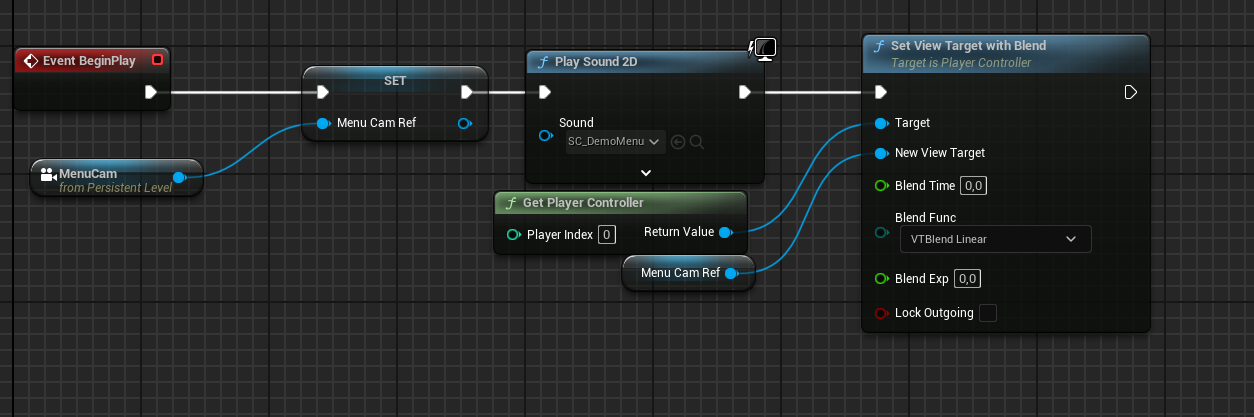 Event BeginPlay
SET
Menu Cam Ref
MenuCam
from Persistent Level
Play Sound 2D
Sound
SC_DemoMenu
Get Player Controller
Player Index 0
Return Value
Menu Cam Ref
Set View Target with Blend
Target is Player Controller
Target
New View Target
Blend Time 0,0
Blend Func
VTBlend Linear
Blend Exp 0,0
Lock Outgoing